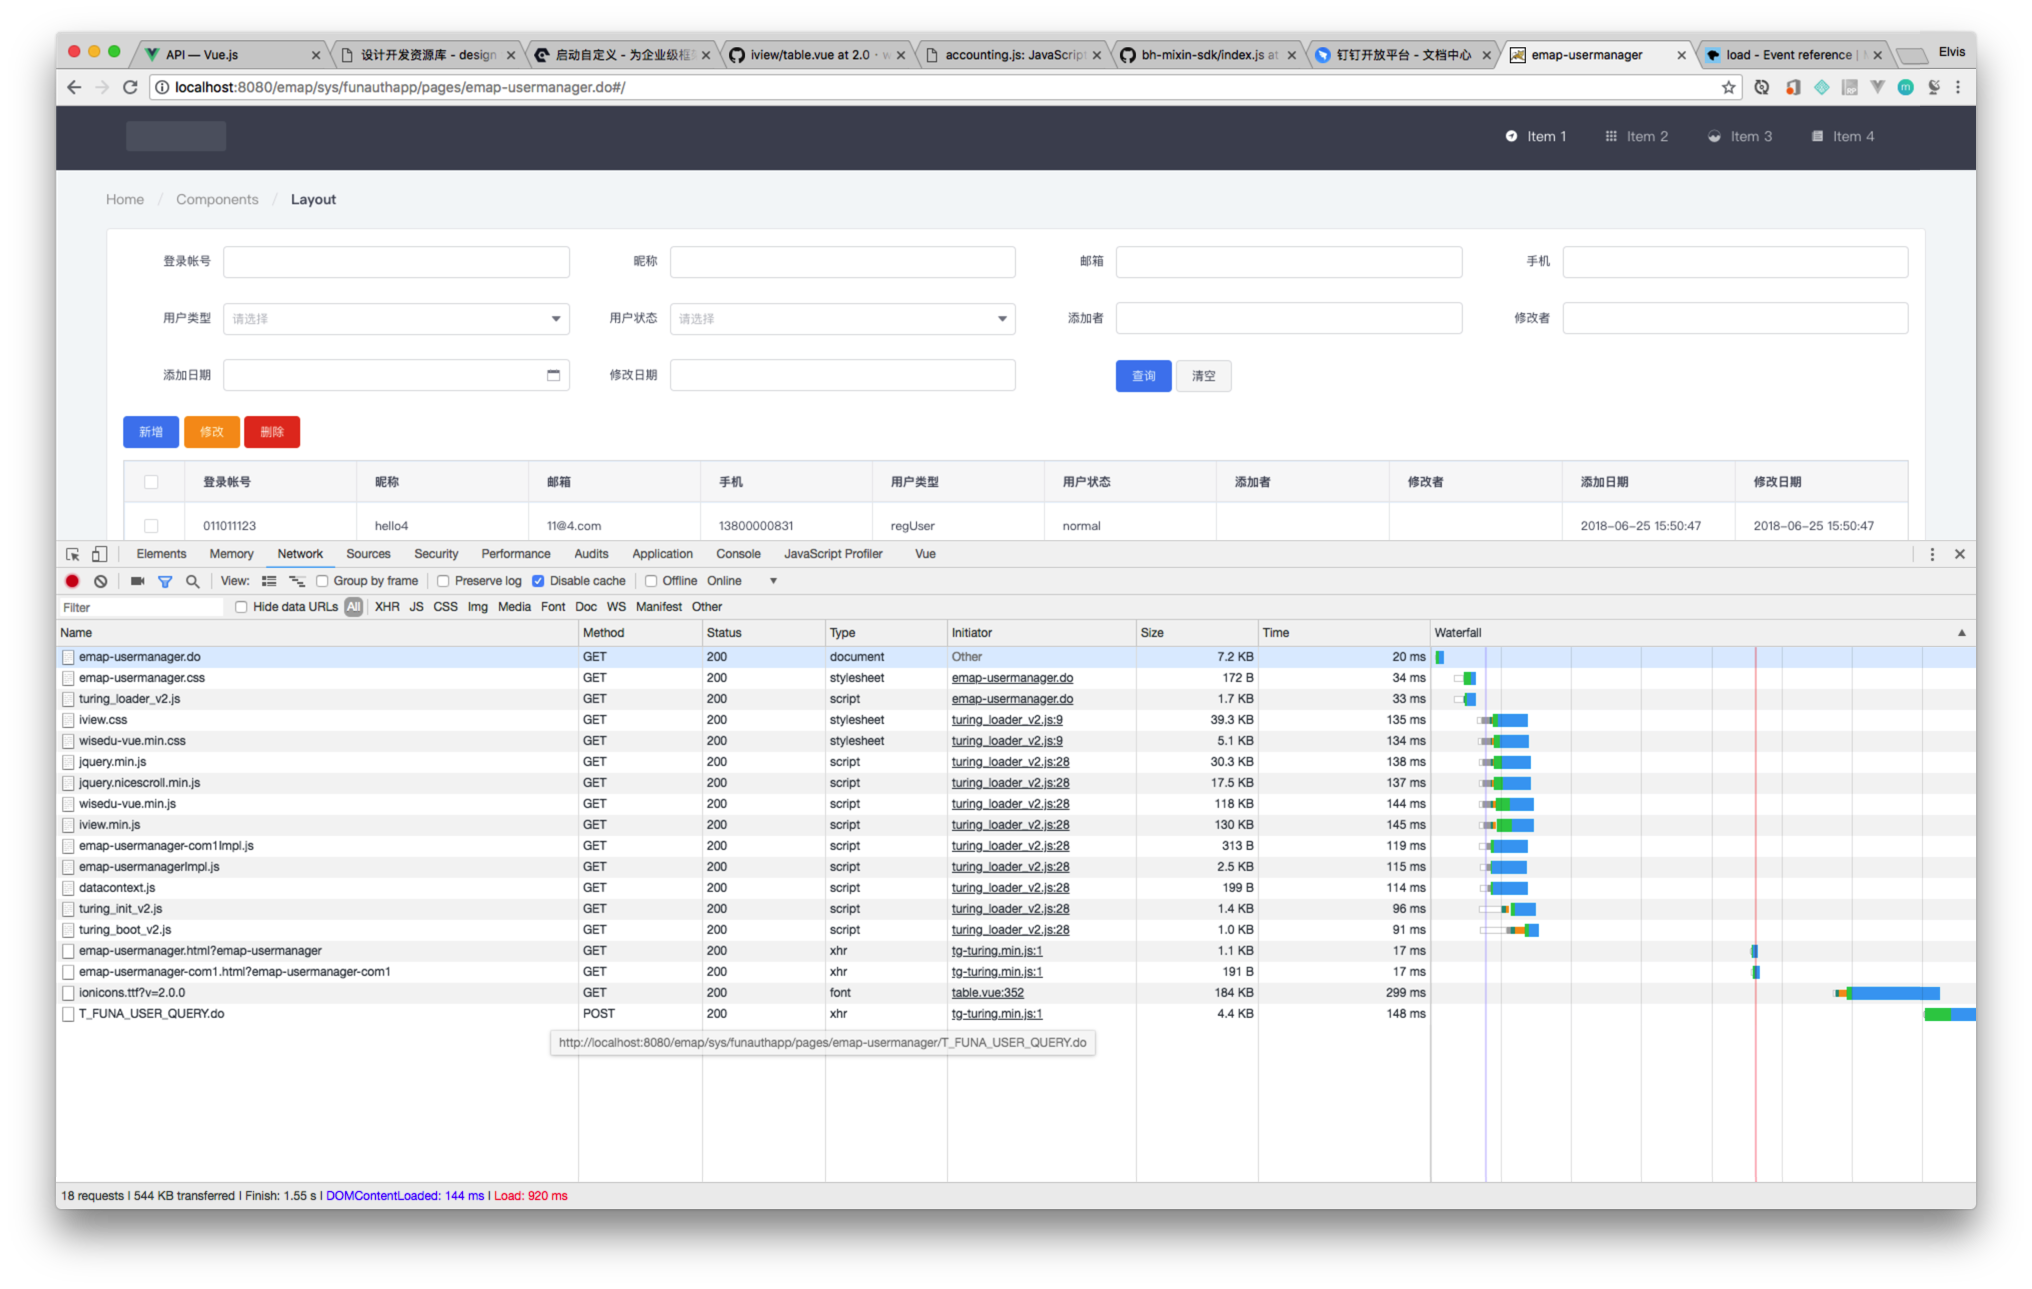 API — Vue.js
设计开发资源库 - design
启动自定义 - 为企业级框
iview/table.vue at 2.0 ·
accounting.js: JavaScript
bh-mixin-sdk/index.js at
钉钉开放平台 - 文档中心
emap-usermanager
load - Event reference |
Elvis
localhost:8080/emap/sys/funauthapp/pages/emap-usermanager.do#/
Item 1 Item 2 Item 3 Item 4
Home / Components / Layout
登录帐号 昵称 邮箱 手机
用户类型 请选择 用户状态 请选择 添加者 修改者
添加日期 修改日期 查询 清空
新增 修改 删除
登录帐号 昵称 邮箱 手机 用户类型 用户状态 添加者 修改者 添加日期 修改日期
011011123 hello4 11@4.com 13800000831 regUser normal 2018-06-25 15:50:47 2018-06-25 15:50:47
Elements Memory Network Sources Security Performance Audits Application Console JavaScript Profiler Vue
View: Group by frame Preserve log Disable cache Offline Online
Filter Hide data URLs All XHR JS CSS Img Media Font Doc WS Manifest Other
Name Method Status Type Initiator Size Time Waterfall
emap-usermanager.do GET 200 document Other 7.2 KB 20 ms
emap-usermanager.css GET 200 stylesheet emap-usermanager.do 172 B 34 ms
turing_loader_v2.js GET 200 script emap-usermanager.do 1.7 KB 33 ms
iview.css GET 200 stylesheet turing_loader_v2.js:9 39.3 KB 135 ms
wisedu-vue.min.css GET 200 stylesheet turing_loader_v2.js:9 5.1 KB 134 ms
jquery.min.js GET 200 script turing_loader_v2.js:28 30.3 KB 138 ms
jquery.nicescroll.min.js GET 200 script turing_loader_v2.js:28 17.5 KB 137 ms
wisedu-vue.min.js GET 200 script turing_loader_v2.js:28 118 KB 144 ms
iview.min.js GET 200 script turing_loader_v2.js:28 130 KB 145 ms
emap-usermanager-com1Impl.js GET 200 script turing_loader_v2.js:28 313 B 119 ms
emap-usermanagerImpl.js GET 200 script turing_loader_v2.js:28 2.5 KB 115 ms
datacontext.js GET 200 script turing_loader_v2.js:28 199 B 114 ms
turing_init_v2.js GET 200 script turing_loader_v2.js:28 1.4 KB 96 ms
turing_boot_v2.js GET 200 script turing_loader_v2.js:28 1.0 KB 91 ms
emap-usermanager.html?emap-usermanager GET 200 xhr tg-turing.min.js:1 1.1 KB 17 ms
emap-usermanager-com1.html?emap-usermanager-com1 GET 200 xhr tg-turing.min.js:1 191 B 17 ms
ionicons.ttf?v=2.0.0 GET 200 font table.vue:352 184 KB 299 ms
T_FUNA_USER_QUERY.do POST 200 xhr tg-turing.min.js:1 4.4 KB 148 ms
http://localhost:8080/emap/sys/funauthapp/pages/emap-usermanager/T_FUNA_USER_QUERY.do
18 requests | 544 KB transferred | Finish: 1.55 s | DOMContentLoaded: 144 ms | Load: 920 ms